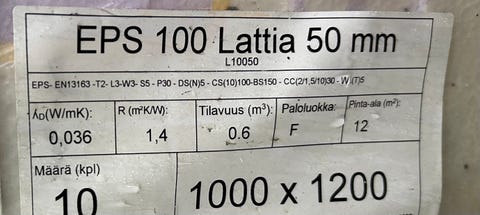 EPS 100 Lattia 50 mm
L10050
EPS- EN13163 -T2- L3-W3- S5 - P30 - DS(N)5 - CS(10)100-BS150 - CC(2/1,5/10)30 -
λD(W/mK): R (m²K/W): Tilavuus (m³): Paloluokka: Pinta-ala (m²):
0,036 1,4 0.6 F 12
Määrä (kpl)
10 1000 x 1200